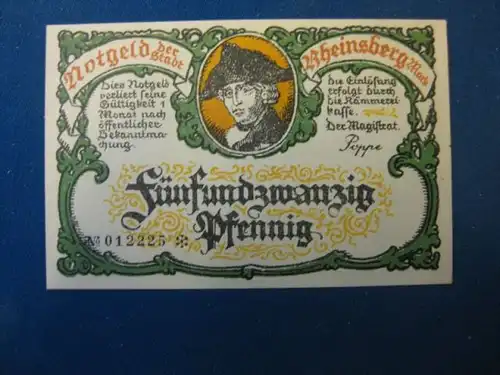 Notgeld der Stadt Rheinsberg Mark
Dies Notgeld
verliert seine
Gültigkeit 1
Monat nach
öffentlicher
Bekanntma-
chung.
die Einlösung
erfolgt durch
die Kämmerei-
kasse.
Der Magistrat.
Poppe
Fünfundzwanzig
Pfennig
№ 012225 ✻